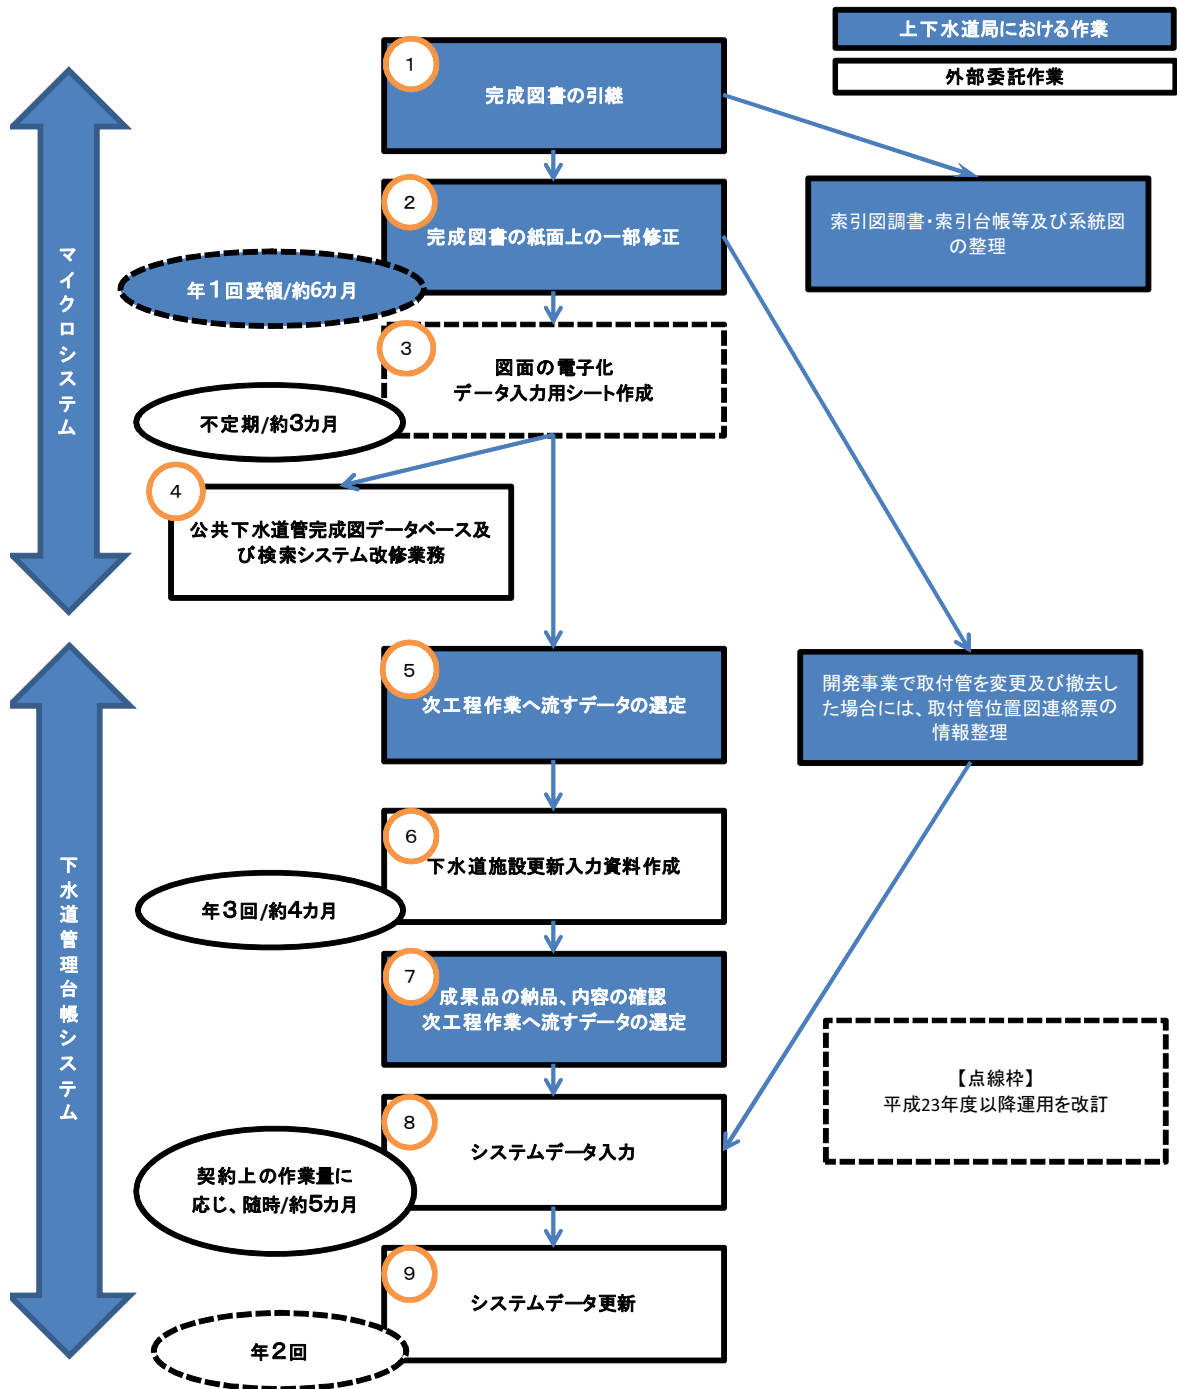 上下水道局における作業
外部委託作業
マイクロシステム
1
完成図書の引継
2
完成図書の紙面上の一部修正
索引図調書・索引台帳等及び系統図
の整理
年1回受領/約6カ月
3
図面の電子化
データ入力用シート作成
不定期/約3カ月
4
公共下水道管完成図データベース及
び検索システム改修業務
下水道管理台帳システム
5
次工程作業へ流すデータの選定
開発事業で取付管を変更及び撤去し
た場合には、取付管位置図連絡票の
情報整理
6
下水道施設更新入力資料作成
年3回/約4カ月
7
成果品の納品、内容の確認
次工程作業へ流すデータの選定
【点線枠】
平成23年度以降運用を改訂
8
システムデータ入力
契約上の作業量に
応じ、随時/約5カ月
9
システムデータ更新
年2回